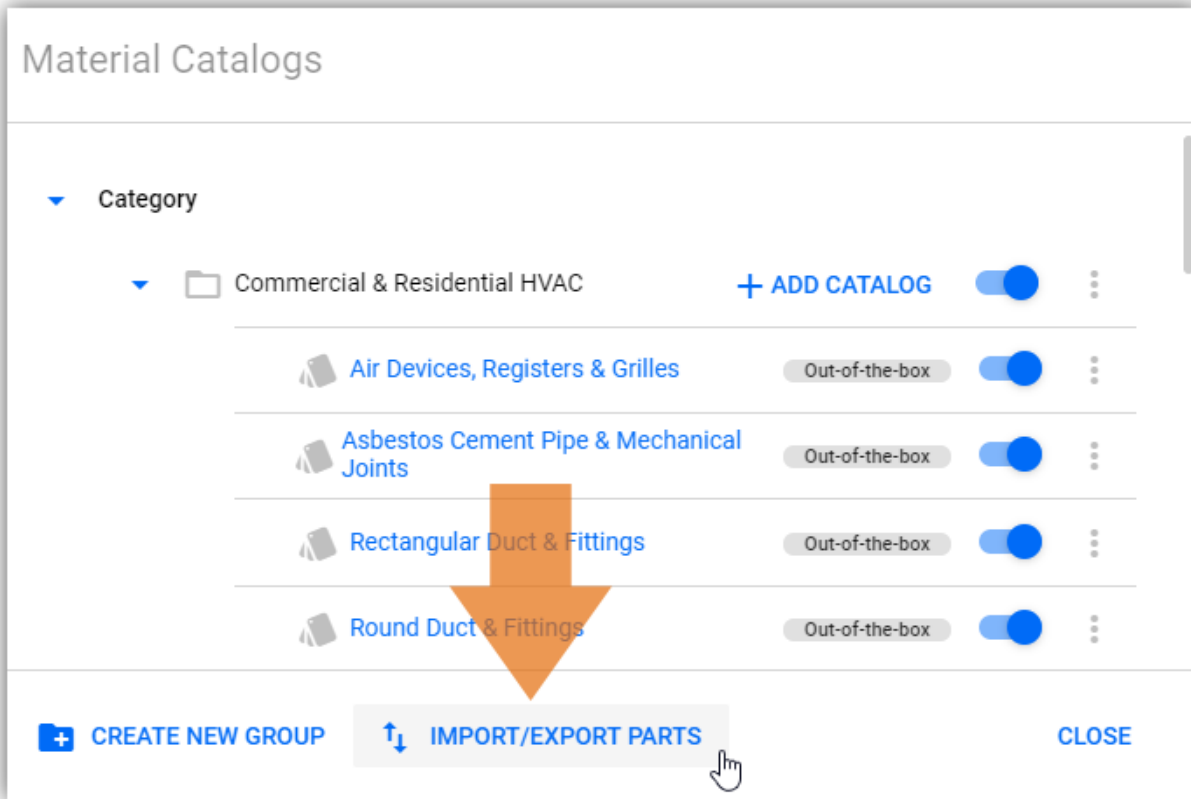 Material Catalogs
Category
Commercial & Residential HVAC + ADD CATALOG
Air Devices, Registers & Grilles Out-of-the-box
Asbestos Cement Pipe & Mechanical
Joints Out-of-the-box
Rectangular Duct & Fittings Out-of-the-box
Round Duct & Fittings Out-of-the-box
CREATE NEW GROUP IMPORT/EXPORT PARTS CLOSE